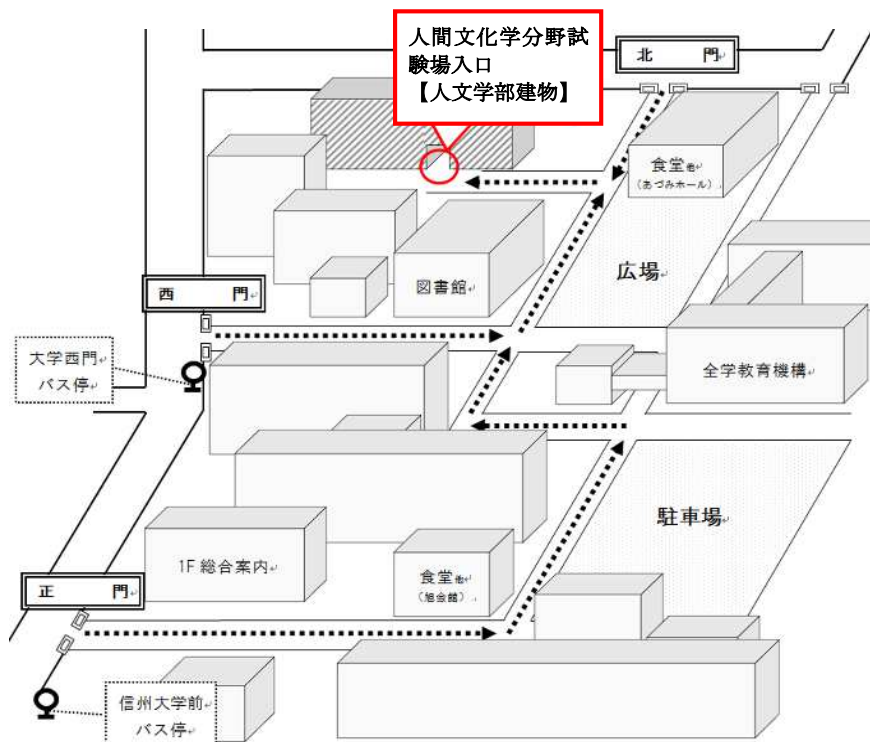 人間文化学分野試
験場入口
【人文学部建物】
北 門
食堂他
(あづみホール)
広場
図書館
西 門
大学西門
バス停
全学教育機構
駐車場
1F 総合案内
食堂他
(旭会館)
正 門
信州大学前
バス停